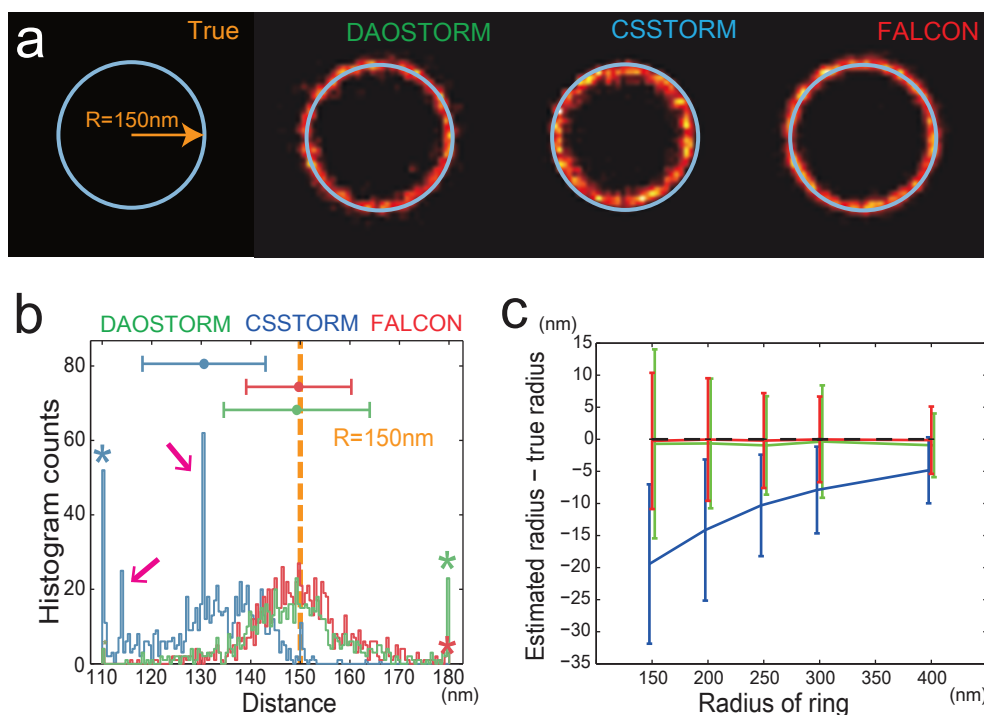 a
True
DAOSTORM
CSSTORM
FALCON
R=150nm
b
DAOSTORM CSSTORM FALCON
80
60
40
20
0
R=150nm
* * *
Histogram counts
110 120 130 140 150 160 170 180
Distance
(nm)
c
(nm)
15
10
5
0
−5
−10
−15
−20
−25
−30
−35
Estimated radius − true radius
150 200 250 300 350 400
Radius of ring
(nm)